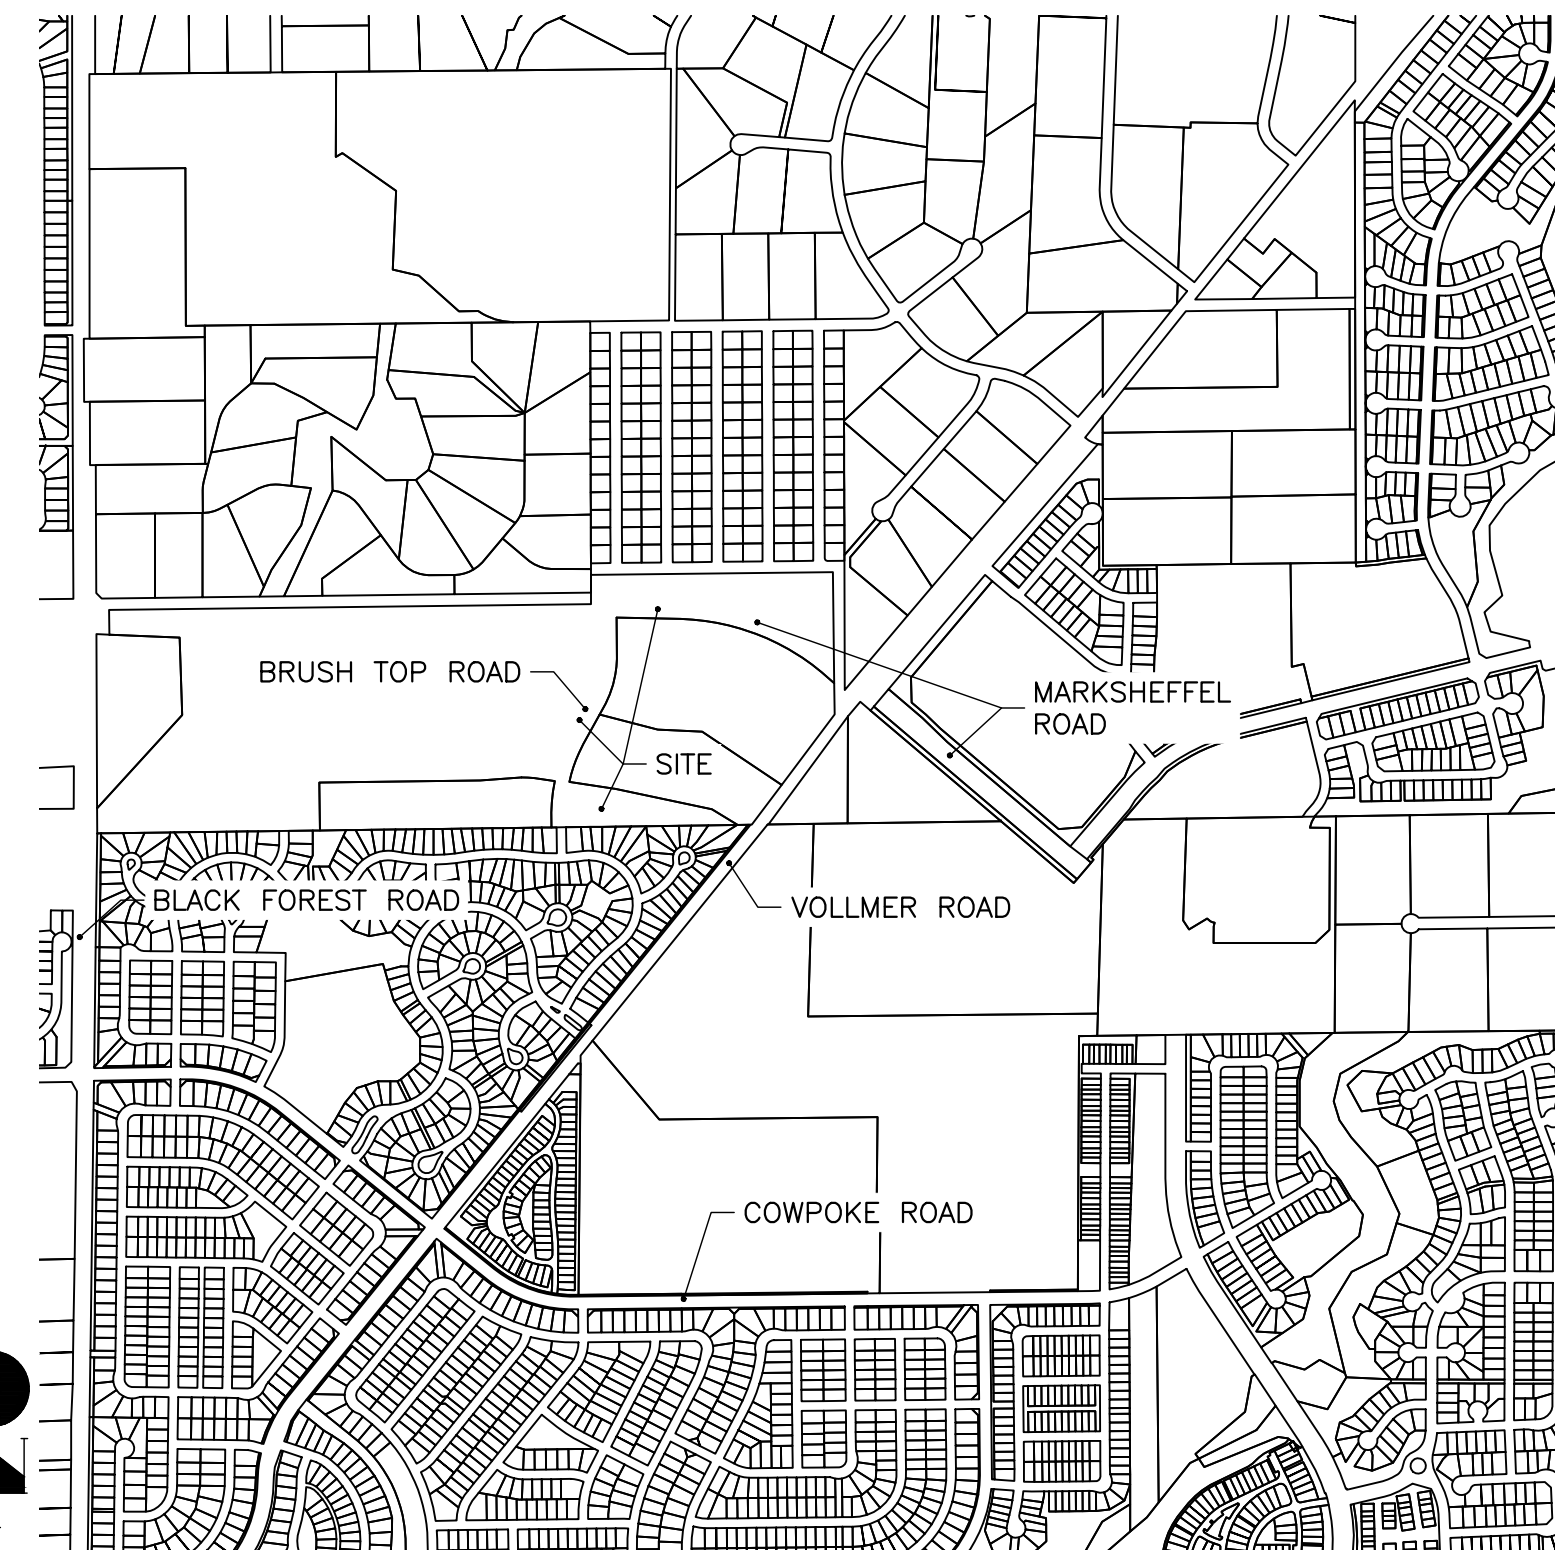 BRUSH TOP ROAD
MARKSHEFFEL
ROAD
SITE
BLACK FOREST ROAD
VOLLMER ROAD
COWPOKE ROAD